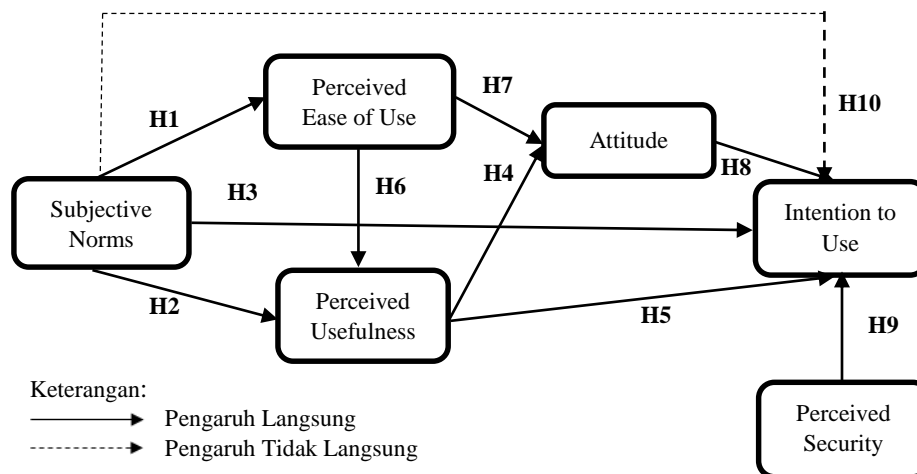 Perceived
Ease of Use
H7
H10
H1
Attitude
H8
H4
H6
H3
Subjective
Norms
Intention to
Use
H2
Perceived
Usefulness
H5
H9
Keterangan:
Pengaruh Langsung
Pengaruh Tidak Langsung
Perceived
Security